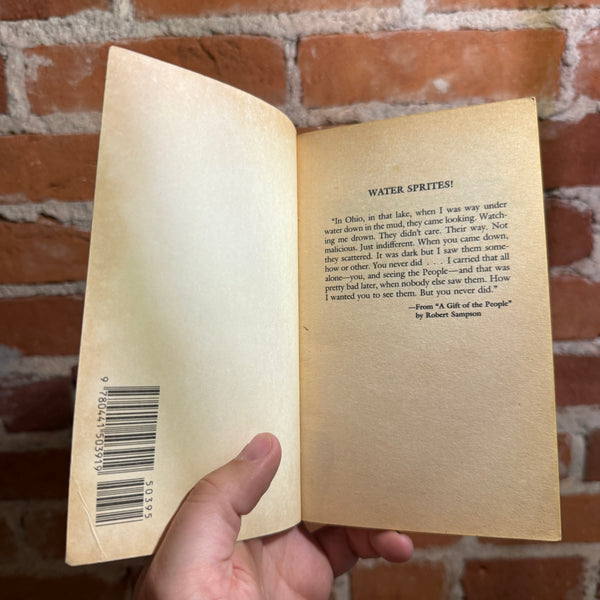 9 780441 503919
50395
WATER SPRITES!
"In Ohio, in that lake, when I was way under
water down in the mud, they came looking. Watch-
ing me drown. They didn't care. Their way. Not
malicious. Just indifferent. When you came down,
they scattered. It was dark but I saw them some-
how or other. You never did . . . I carried that all
alone—you, and seeing the People—and that was
pretty bad later, when nobody else saw them. How
I wanted you to see them. But you never did."
—From "A Gift of the People"
by Robert Sampson